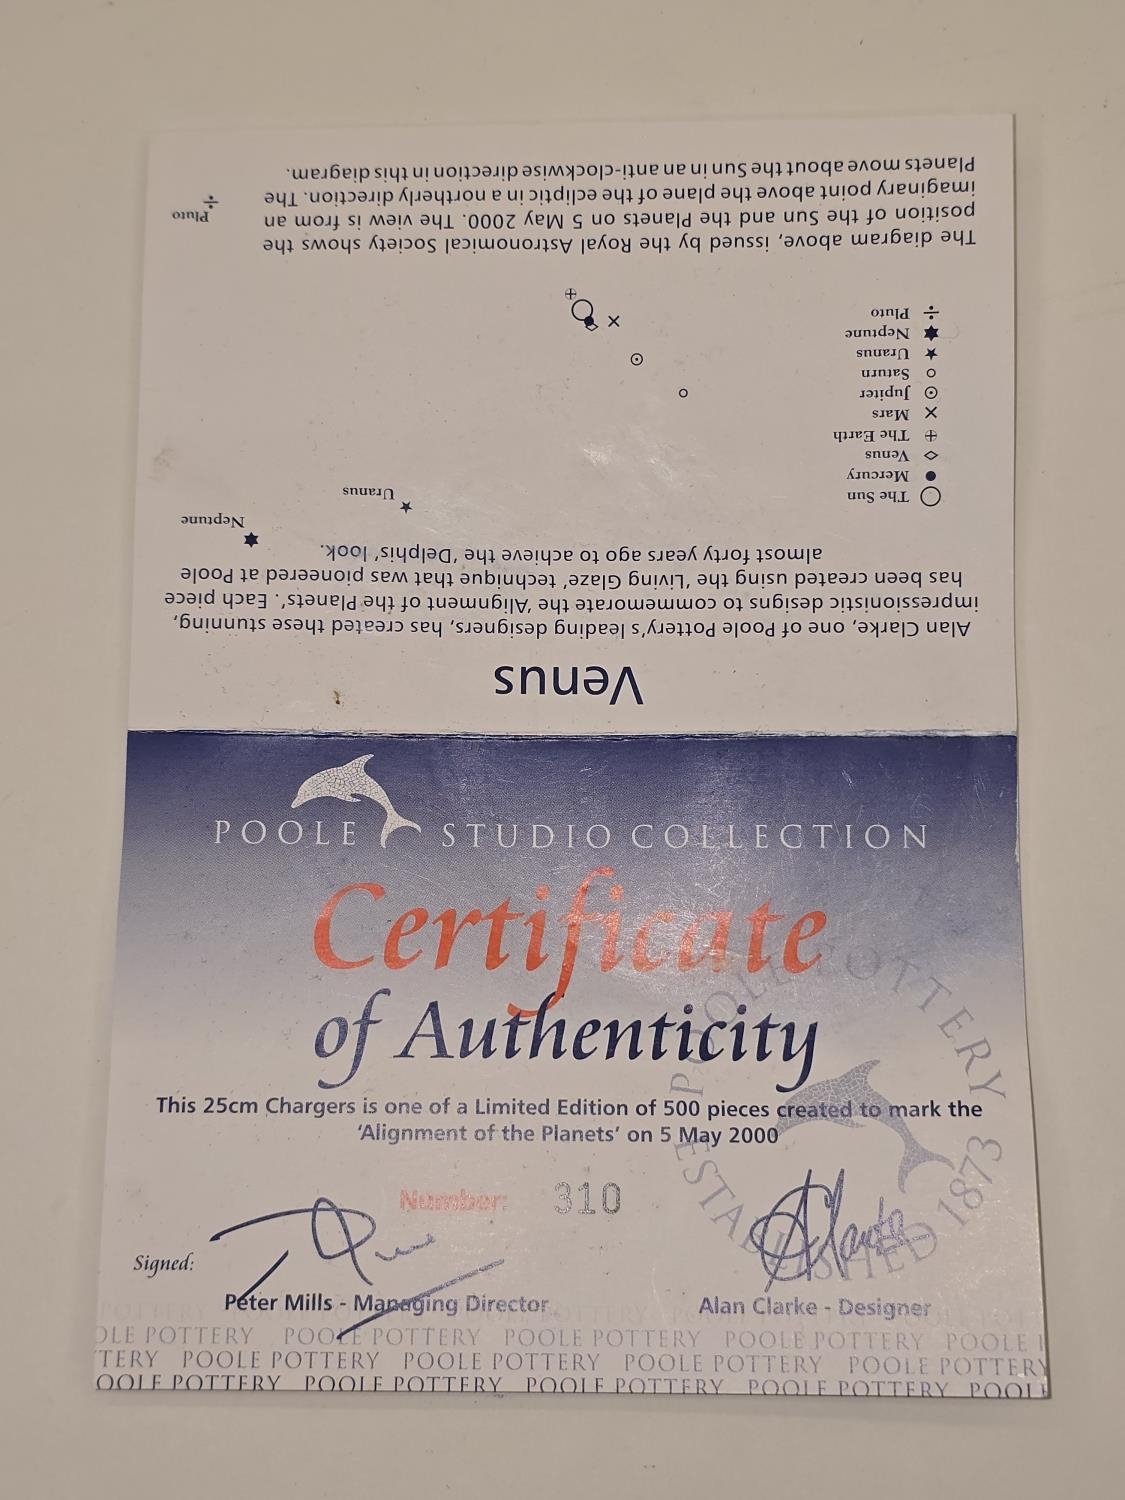 Venus
Alan Clarke, one of Poole Pottery's leading designers, has created these stunning,
impressionistic designs to commemorate the 'Alignment of the Planets'. Each piece
has been created using the 'Living Glaze' technique that was pioneered at Poole
almost forty years ago to achieve the 'Delphis' look.
Neptune
Uranus
The Sun
Mercury
Venus
The Earth
Mars
Jupiter
Saturn
Uranus
Neptune
Pluto
The diagram above, issued by the Royal Astronomical Society shows the
position of the Sun and the Planets on 5 May 2000. The view is from an
imaginary point above the plane of the ecliptic in a northerly direction. The
Planets move about the Sun in an anti-clockwise direction in this diagram.
Pluto
POOLE STUDIO COLLECTION
Certificate
of Authenticity
POOLE POTTERY
ESTABLISHED 1873
This 25cm Chargers is one of a Limited Edition of 500 pieces created to mark the
'Alignment of the Planets' on 5 May 2000
Number: 310
Signed:
A Clarke
Peter Mills - Managing Director
Alan Clarke - Designer
OLE POTTERY POOLE POTTERY POOLE POTTERY POOLE POTTERY POOLE
TERY POOLE POTTERY POOLE POTTERY POOLE POTTERY POOLE POTTERY
OOLE POTTERY POOLE POTTERY POOLE POTTERY POOLE POTTERY POOLE